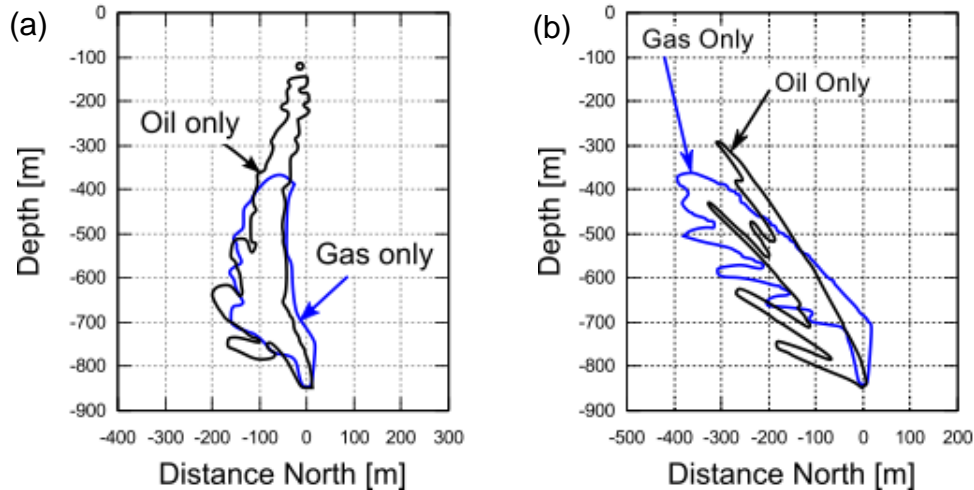 (a)
0
-100
-200
-300
-400
-500
-600
-700
-800
-900
Depth [m]
Oil only
Gas only
-400 -300 -200 -100 0 100 200 300
Distance North [m]
(b)
0
-100
-200
-300
-400
-500
-600
-700
-800
-900
Depth [m]
Gas Only
Oil Only
-500 -400 -300 -200 -100 0 100 200
Distance North [m]